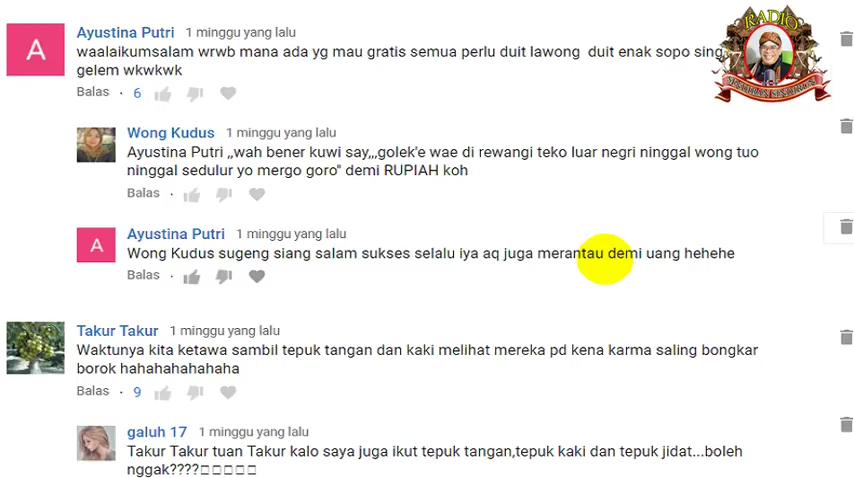 Ayustina Putri 1 minggu yang lalu
waalaikumsalam wrwb mana ada yg mau gratis semua perlu duit lawong duit enak sopo sing
gelem wkwkwk
Balas · 6
RADIO
Wong Kudus 1 minggu yang lalu
Ayustina Putri ,,wah bener kuwi say,,,golek'e wae di rewangi teko luar negri ninggal wong tuo
ninggal sedulur yo mergo goro" demi RUPIAH koh
Balas ·
Ayustina Putri 1 minggu yang lalu
Wong Kudus sugeng siang salam sukses selalu iya aq juga merantau demi uang hehehe
Balas ·
Takur Takur 1 minggu yang lalu
Waktunya kita ketawa sambil tepuk tangan dan kaki melihat mereka pd kena karma saling bongkar
borok hahahahahahaha
Balas · 9
galuh 17 1 minggu yang lalu
Takur Takur tuan Takur kalo saya juga ikut tepuk tangan,tepuk kaki dan tepuk jidat...boleh
nggak????